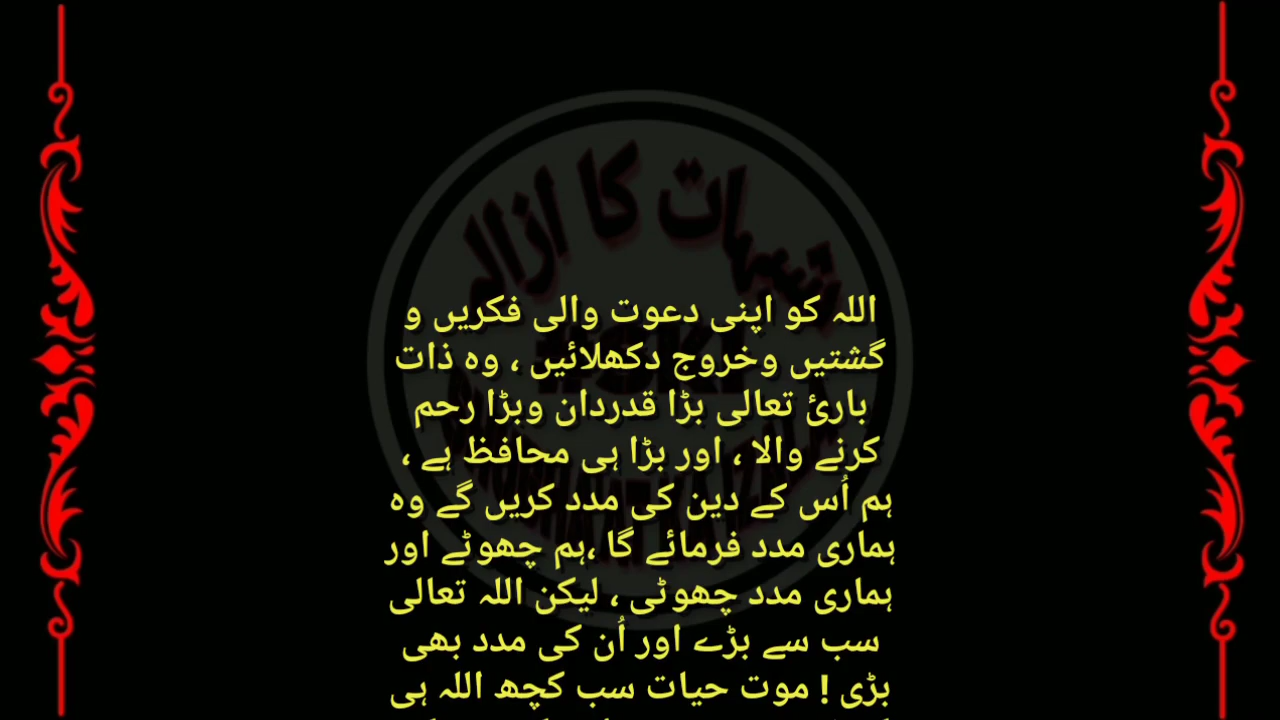 شبہات کا ازالہ
اللہ کو اپنی دعوت والی فکریں و
گشتیں وخروج دکھلائیں ، وہ ذات
باریٔ تعالی بڑا قدردان وبڑا رحم
کرنے والا ، اور بڑا ہی محافظ ہے ،
ہم اُس کے دین کی مدد کریں گے وہ
ہماری مدد فرمائے گا ،ہم چھوٹے اور
ہماری مدد چھوٹی ، لیکن اللہ تعالی
سب سے بڑے اور اُن کی مدد بھی
بڑی ! موت حیات سب کچھ اللہ ہی